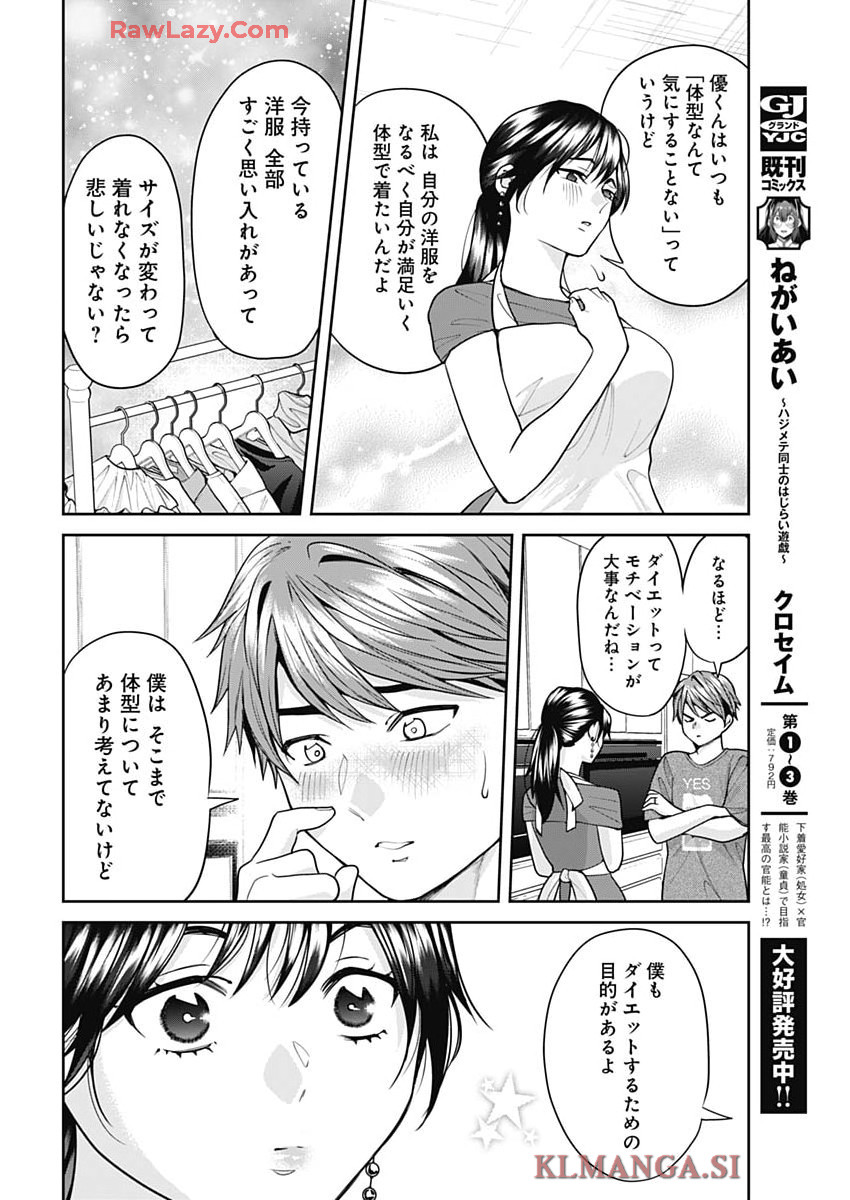 RawLazy.Com
優くんはいつも
「体型なんて
気にすることない」って
いうけど
私は 自分の洋服を
なるべく自分が満足いく
体型で着たいんだよ
今持っている
洋服 全部
すごく思い入れがあって
サイズが変わって
着れなくなったら
悲しいじゃない？
なるほど…
ダイエットって
モチベーションが
大事なんだね…
YES
僕は そこまで
体型について
あまり考えてないけど
僕も
ダイエットするための
目的があるよ
GJ
グランド
YJC
既刊
コミックス
ねがいあい
～ハジメテ同士のはじらい遊戯～
クロセイム
第❶～❸巻
定価:792円
下着愛好家(処女)×官
能小説家(童貞)で目指
す最高の官能とは…!?
大好評発売中!!
KLMANGA.SI